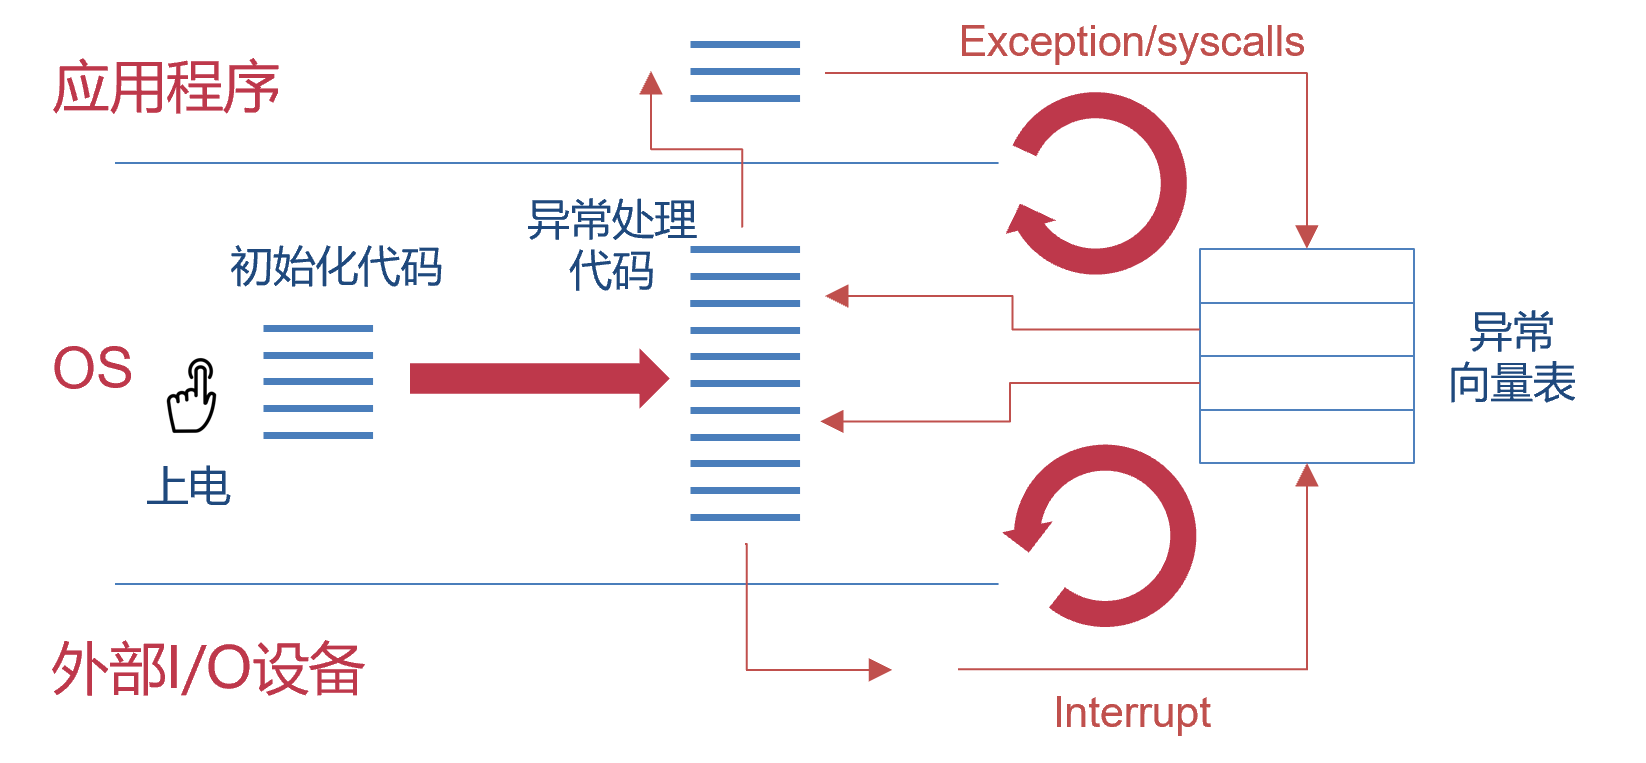 Exception/syscalls
应用程序
异常处理
代码
初始化代码
OS
上电
异常
向量表
外部I/O设备
Interrupt